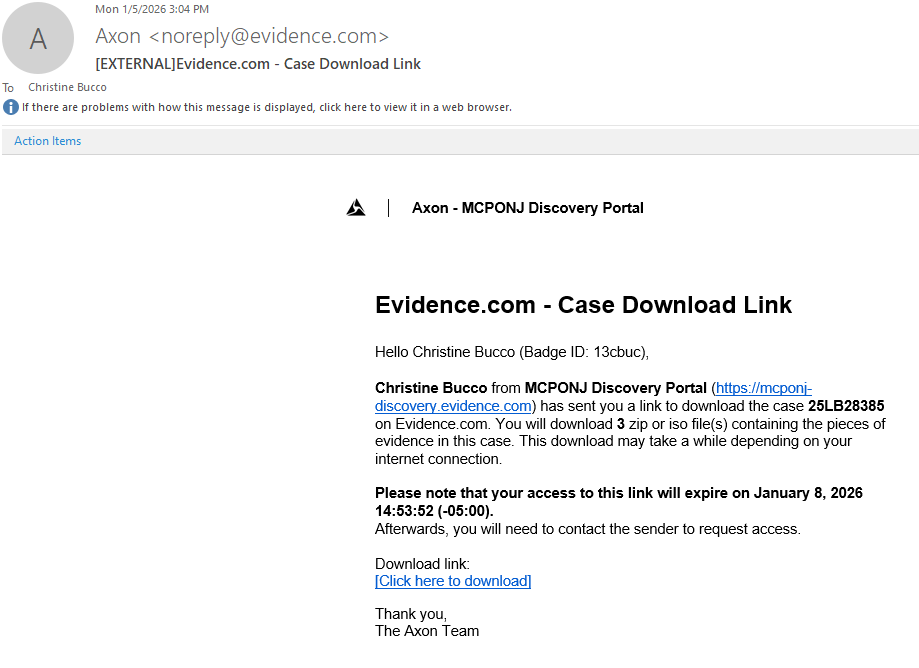 Mon 1/5/2026 3:04 PM
A
Axon <noreply@evidence.com>
[EXTERNAL]Evidence.com - Case Download Link
To Christine Bucco
If there are problems with how this message is displayed, click here to view it in a web browser.
Action Items
Axon - MCPONJ Discovery Portal
Evidence.com - Case Download Link
Hello Christine Bucco (Badge ID: 13cbuc),
Christine Bucco from MCPONJ Discovery Portal (https://mcponj-
discovery.evidence.com) has sent you a link to download the case 25LB28385
on Evidence.com. You will download 3 zip or iso file(s) containing the pieces of
evidence in this case. This download may take a while depending on your
internet connection.
Please note that your access to this link will expire on January 8, 2026
14:53:52 (-05:00).
Afterwards, you will need to contact the sender to request access.
Download link:
[Click here to download]
Thank you,
The Axon Team